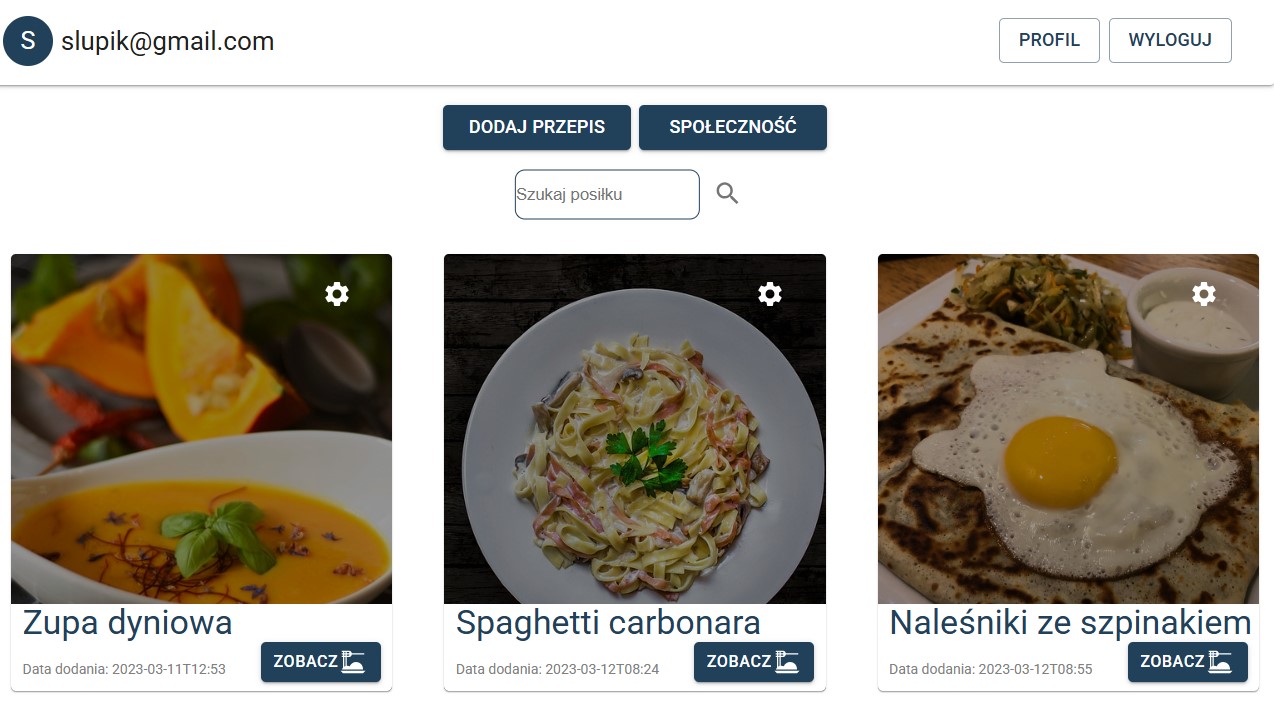 S slupik@gmail.com PROFIL WYLOGUJ
DODAJ PRZEPIS SPOŁECZNOŚĆ
Szukaj posiłku
Zupa dyniowa
Data dodania: 2023-03-11T12:53 ZOBACZ
Spaghetti carbonara
Data dodania: 2023-03-12T08:24 ZOBACZ
Naleśniki ze szpinakiem
Data dodania: 2023-03-12T08:55 ZOBACZ